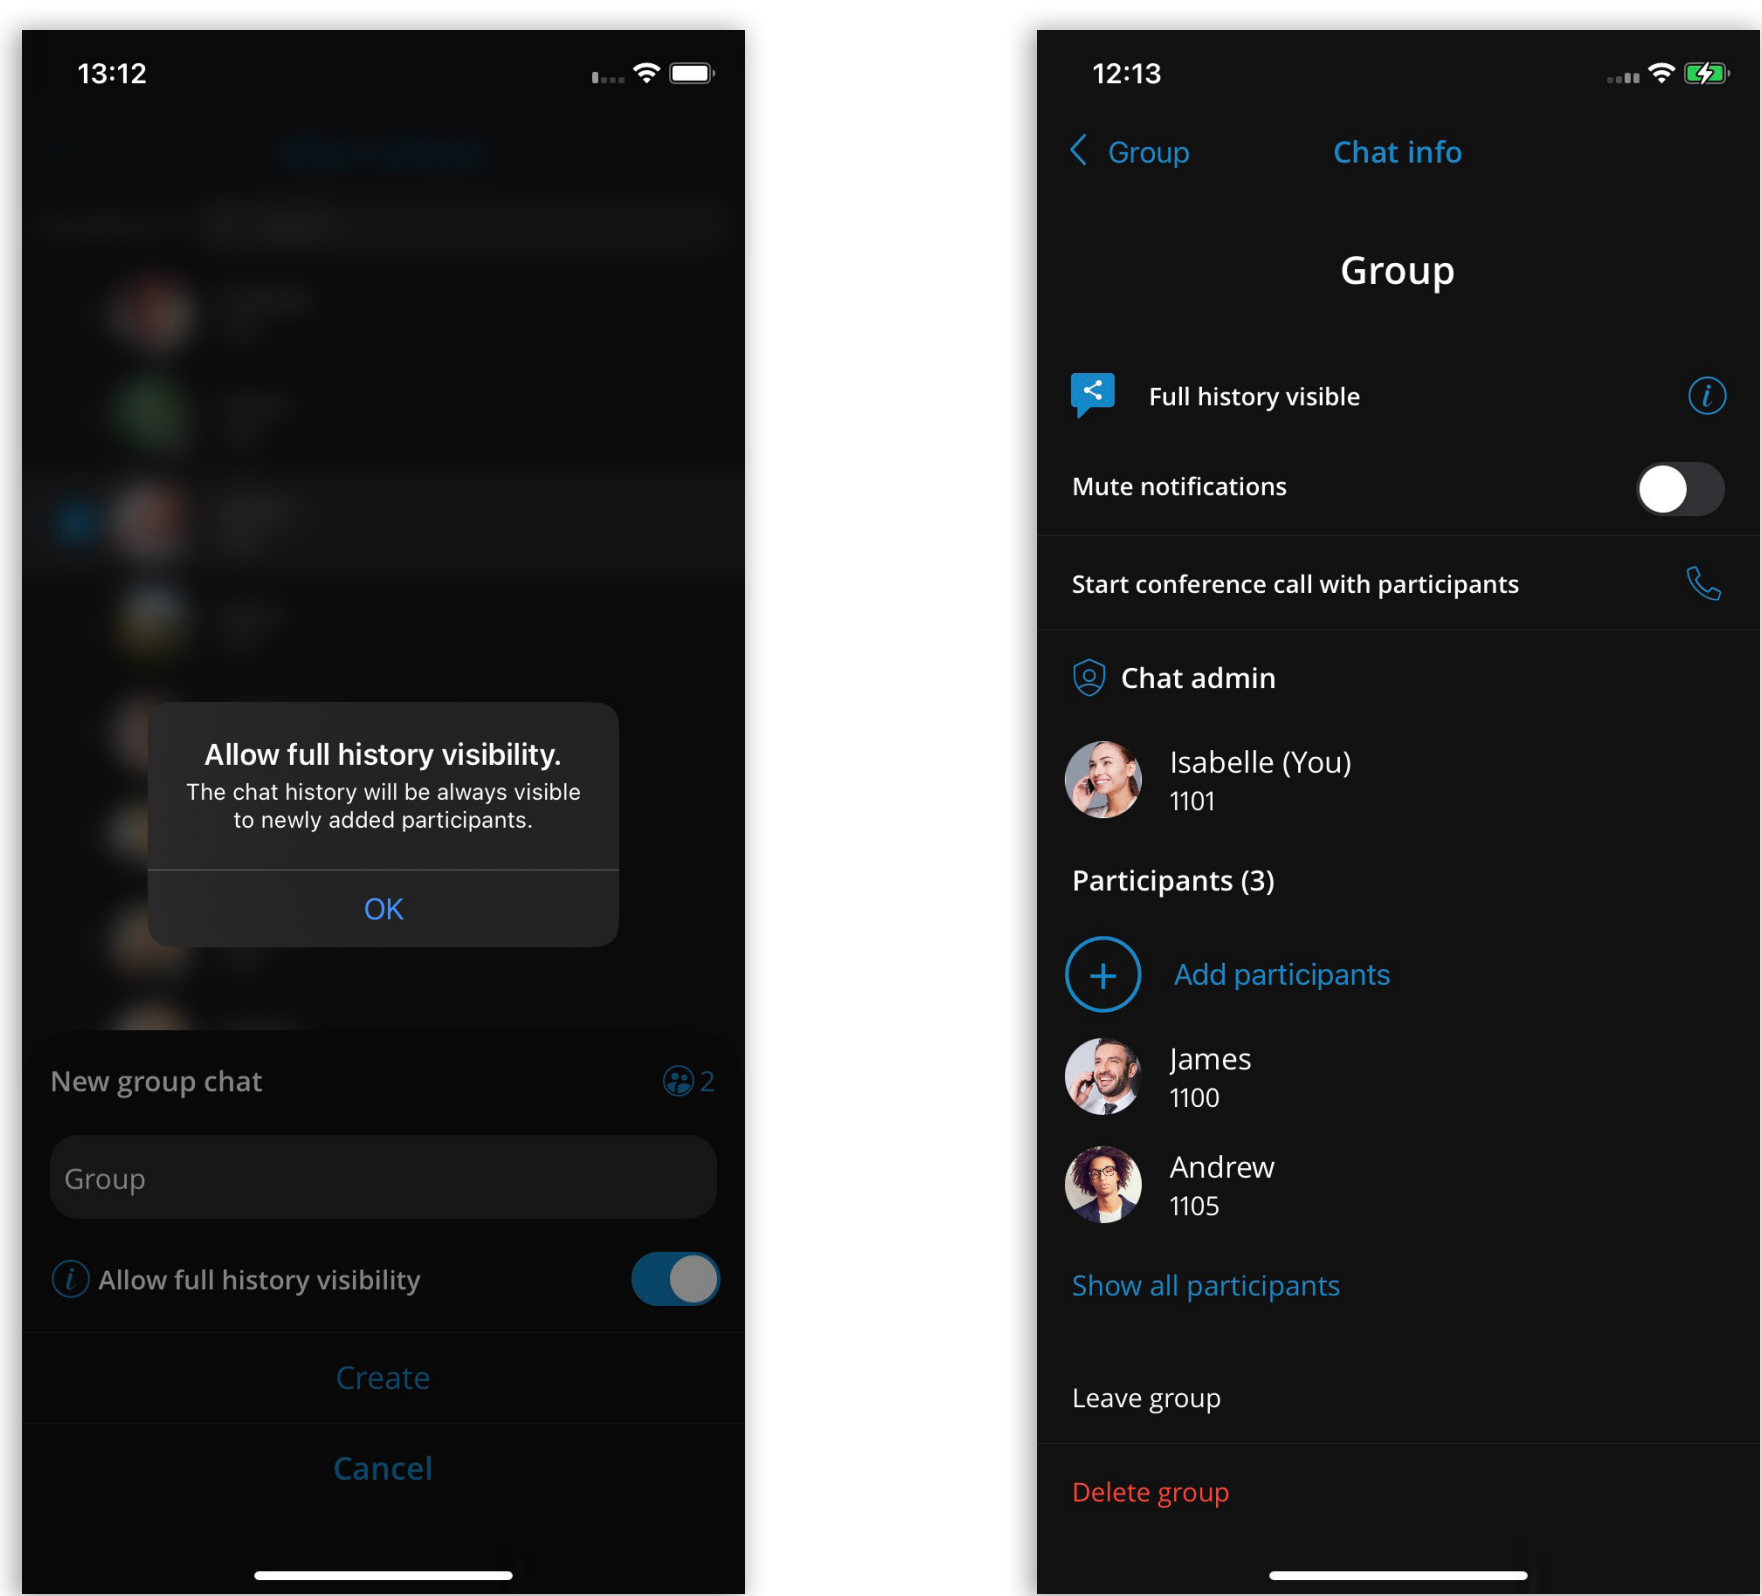 13:12
Allow full history visibility.
The chat history will be always visible
to newly added participants.
OK
New group chat
2
Group
Allow full history visibility
Create
Cancel
12:13
Group
Chat info
Group
Full history visible
i
Mute notifications
Start conference call with participants
Chat admin
Isabelle (You)
1101
Participants (3)
Add participants
James
1100
Andrew
1105
Show all participants
Leave group
Delete group